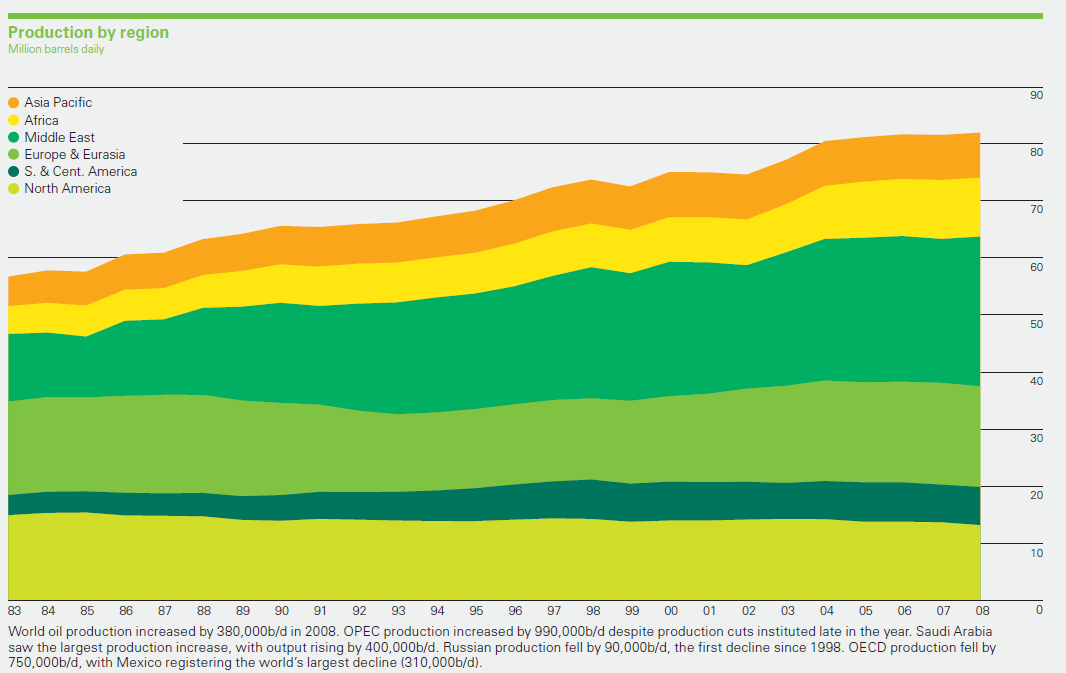 Production by region
Million barrels daily
90
Asia Pacific
Africa
Middle East
80
Europe & Eurasia
S. & Cent. America
North America
70
60
50
40
30
20
10
83 84 85 86 87 88 89 90 91 92 93 94 95 96 97 98 99 00 01 02 03 04 05 06 07 08 0
World oil production increased by 380,000b/d in 2008. OPEC production increased by 990,000b/d despite production cuts instituted late in the year. Saudi Arabia
saw the largest production increase, with output rising by 400,000b/d. Russian production fell by 90,000b/d, the first decline since 1998. OECD production fell by
750,000b/d, with Mexico registering the world's largest decline (310,000b/d).